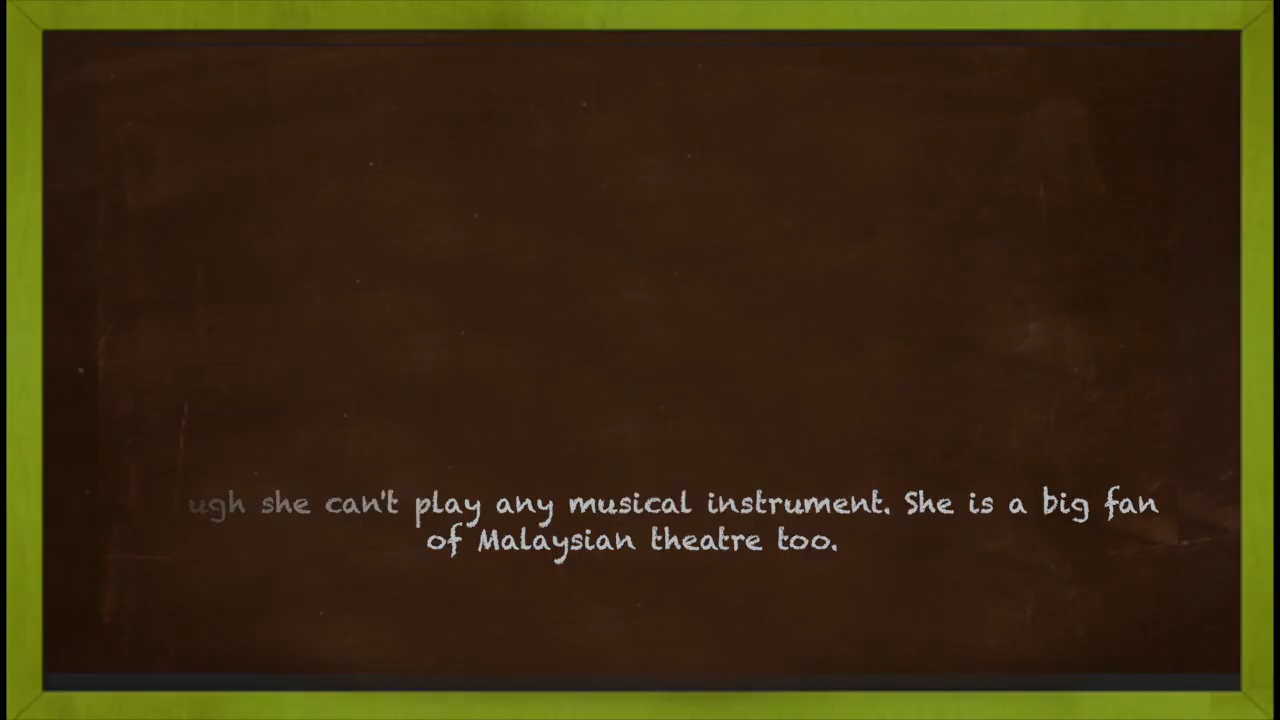 ugh she can't play any musical instrument. She is a big fan
of Malaysian theatre too.